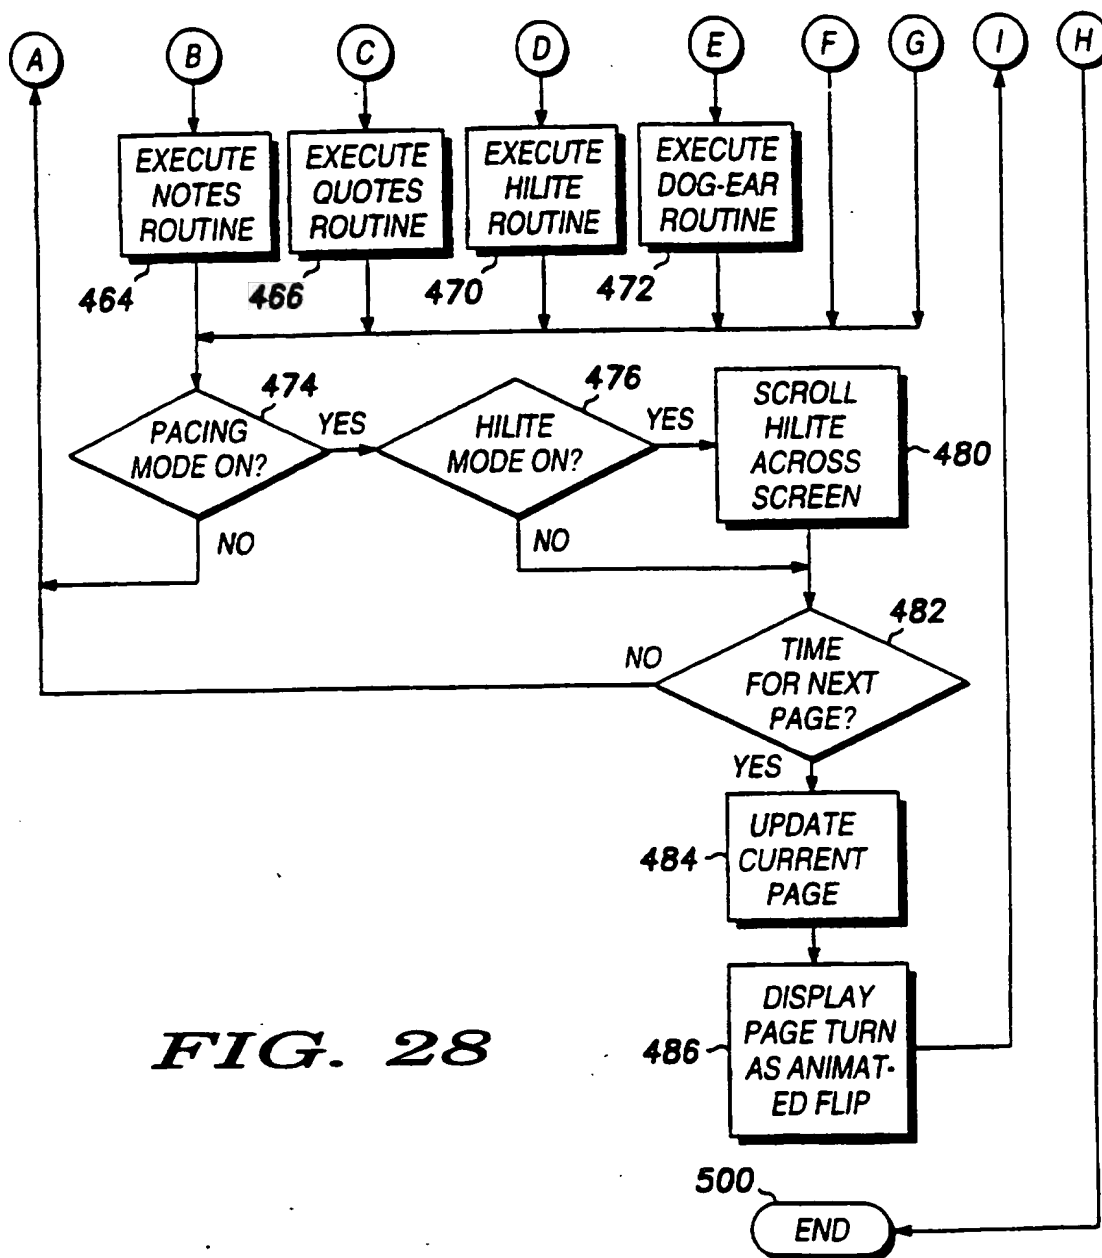 A B C D E F G I H
EXECUTE
NOTES
ROUTINE
464
EXECUTE
QUOTES
ROUTINE
466
EXECUTE
HILITE
ROUTINE
470
EXECUTE
DOG-EAR
ROUTINE
472
PACING
MODE ON?
474
YES
NO
HILITE
MODE ON?
476
YES
NO
SCROLL
HILITE
ACROSS
SCREEN
480
TIME
FOR NEXT
PAGE?
482
NO
YES
UPDATE
CURRENT
PAGE
484
DISPLAY
PAGE TURN
AS ANIMAT-
ED FLIP
486
FIG. 28
500
END